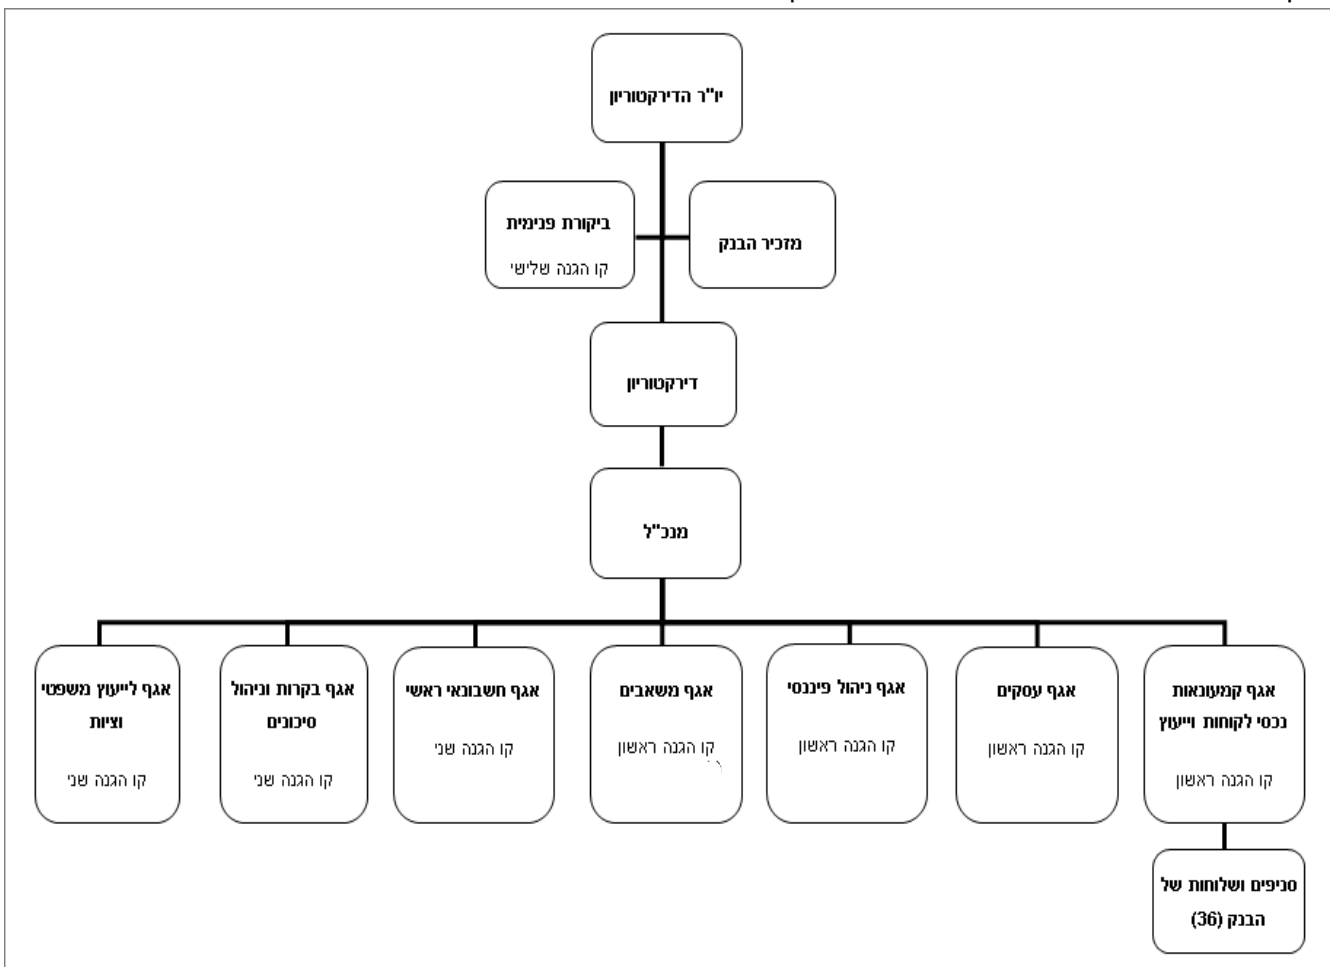 יו"ר הדירקטוריון
מזכיר הבנק
ביקורת פנימית
קו הגנה שלישי
דירקטוריון
מנכ"ל
אגף קמעונאות
נכסי לקוחות וייעוץ
קו הגנה ראשון
אגף עסקים
קו הגנה ראשון
אגף ניהול פיננסי
קו הגנה ראשון
אגף משאבים
קו הגנה ראשון
אגף חשבונאי ראשי
קו הגנה שני
אגף בקרות וניהול
סיכונים
קו הגנה שני
אגף לייעוץ משפטי
וציות
קו הגנה שני
סניפים ושלוחות של
הבנק (36)